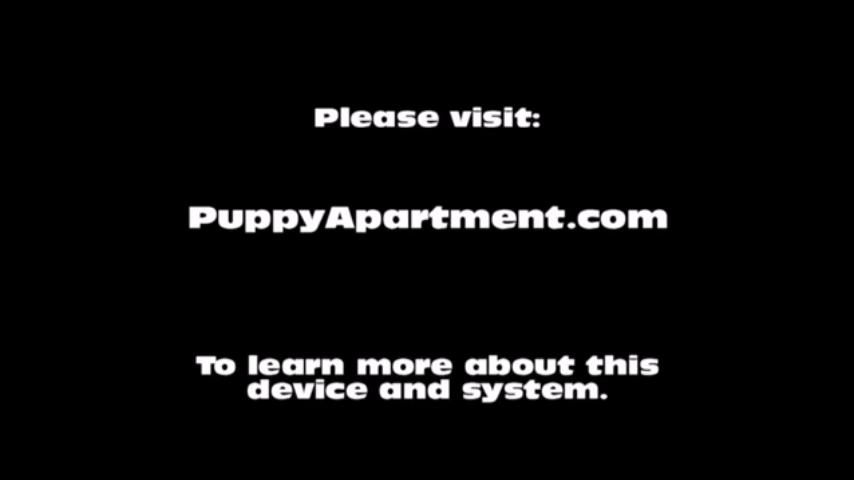 Please visit:
PuppyApartment.com
To learn more about this
device and system.